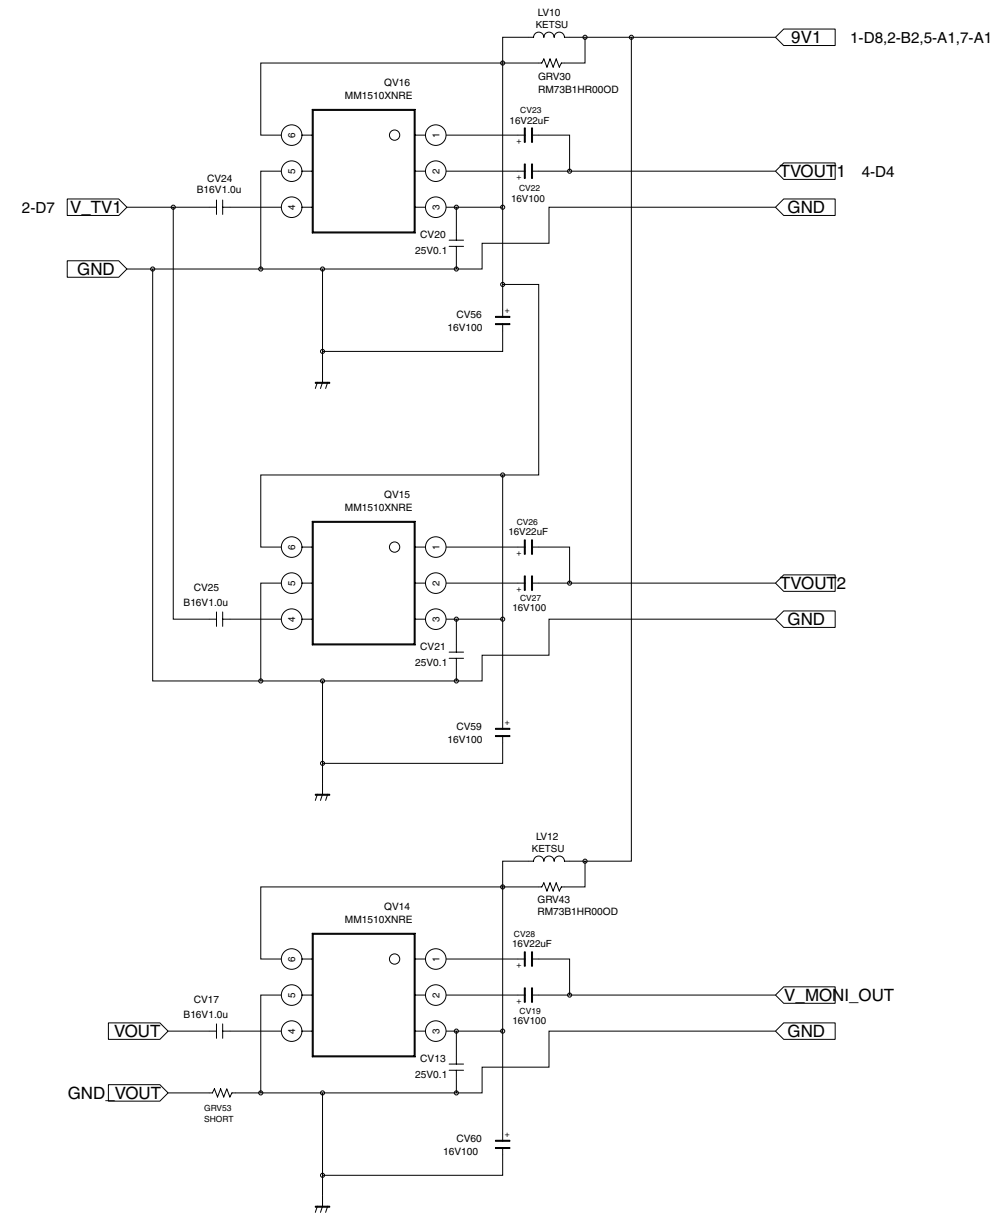 LV10
KETSU
9V1 1-D8,2-B2,5-A1,7-A1
GRV30
RM73B1HR00OD
QV16
MM1510XNRE
CV23
16V22uF
6 1
CV24
B16V1.0u
5 2
CV22
16V100
TVOUT1 4-D4
2-D7 V_TV1
4 3
GND
CV20
25V0.1
GND
CV56
16V100
QV15
MM1510XNRE
CV26
16V22uF
6 1
CV25
B16V1.0u
5 2
CV27
16V100
TVOUT2
4 3
GND
CV21
25V0.1
CV59
16V100
LV12
KETSU
GRV43
RM73B1HR00OD
QV14
MM1510XNRE
CV28
16V22uF
6 1
CV17
B16V1.0u
5 2
CV19
16V100
V_MONI_OUT
VOUT
4 3
GND
CV13
25V0.1
GND_VOUT
GRV53
SHORT
CV60
16V100